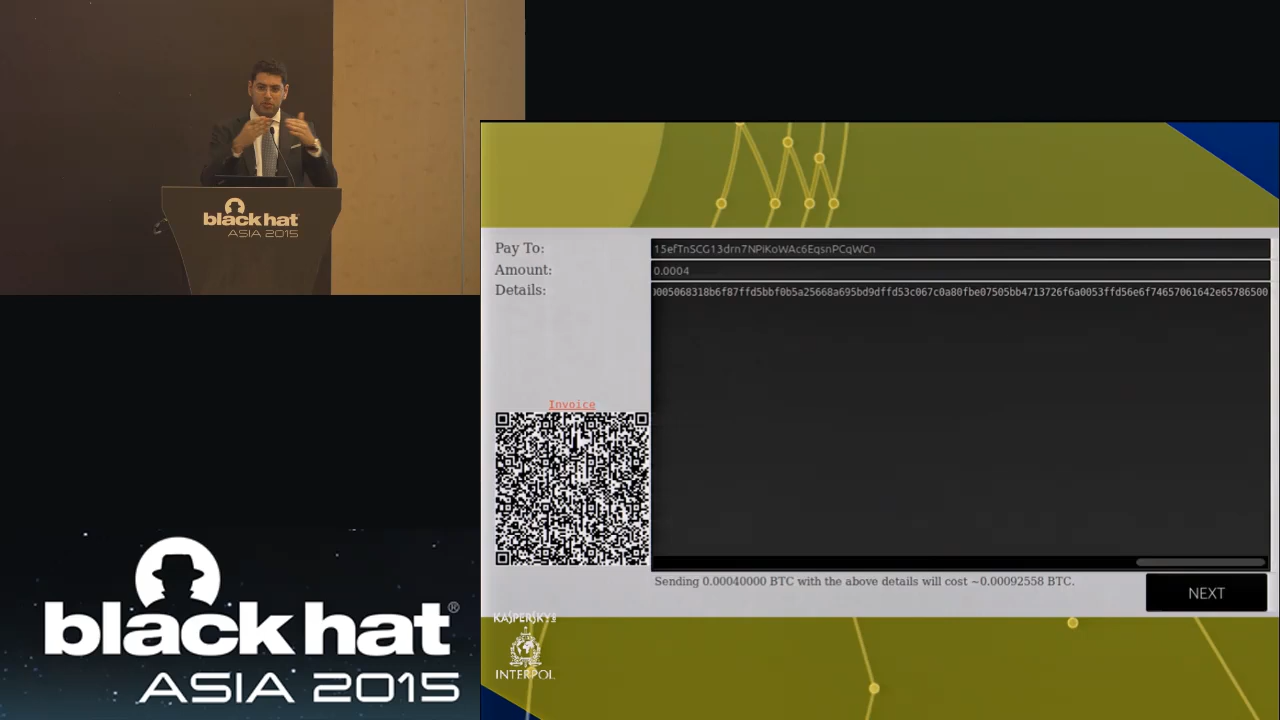 black hat
ASIA 2015
Pay To:
15efTnSCG13drn7NPiKoWAc6EqsnPCqWCn
Amount:
0.0004
Details:
0005068318b6f87ffd5bbf0b5a25668a695bd9dffd53c067c0a80fbe07505bb4713726f6a0053ffd56e6f74657061642e65786500
Invoice
Sending 0.00040000 BTC with the above details will cost ~0.00092558 BTC.
NEXT
KASPERSKY
INTERPOL
black hat®
ASIA 2015